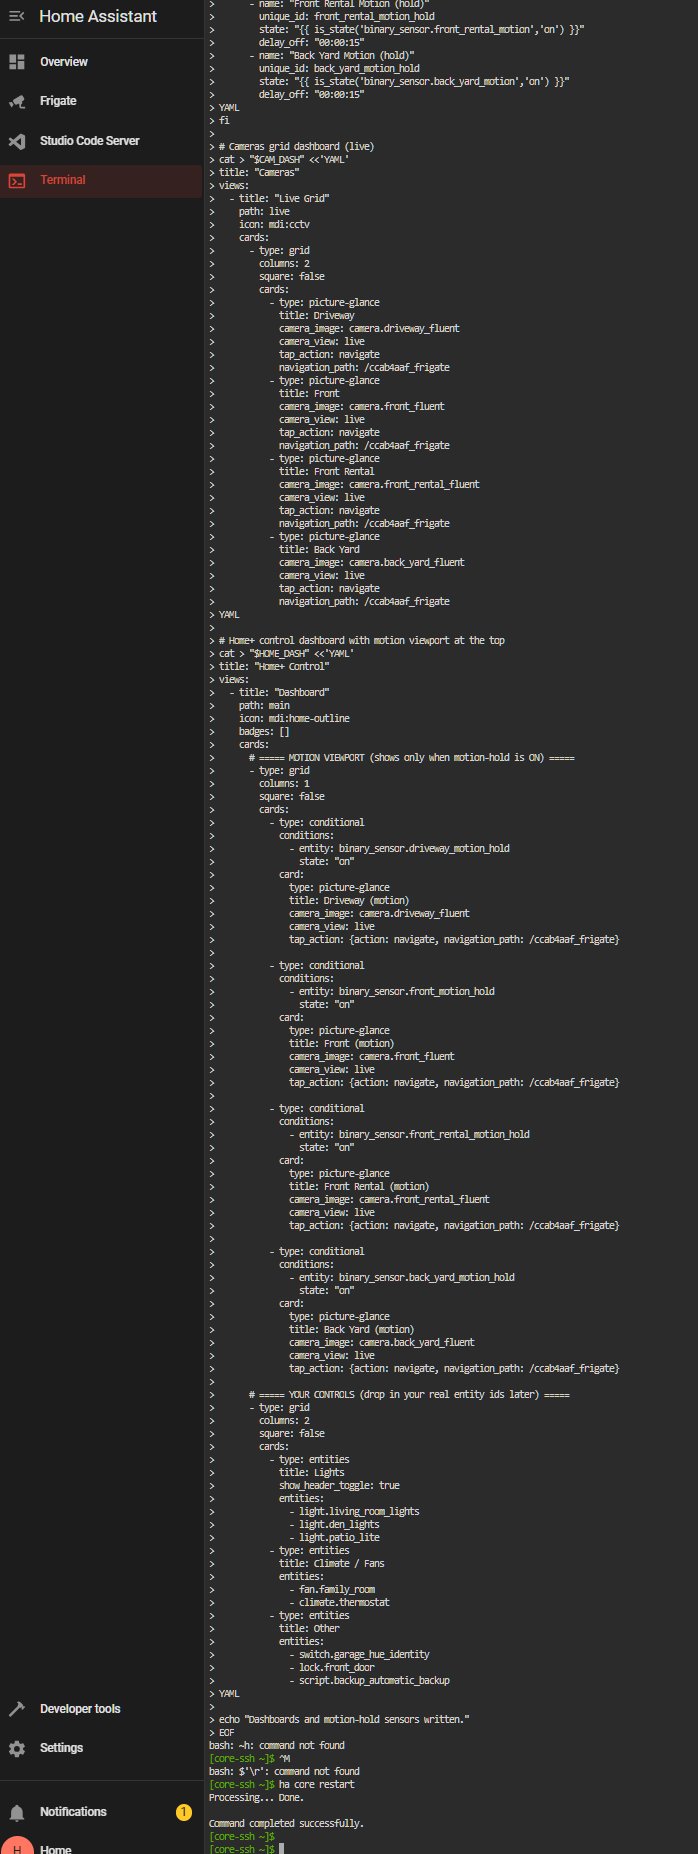 Home Assistant
Overview
Frigate
Studio Code Server
Terminal
Developer tools
Settings
Notifications
1
H
Home
>       - name: "Front Rental Motion (hold)"
>         unique_id: front_rental_motion_hold
>         state: "{{ is_state('binary_sensor.front_rental_motion','on') }}"
>         delay_off: "00:00:15"
>       - name: "Back Yard Motion (hold)"
>         unique_id: back_yard_motion_hold
>         state: "{{ is_state('binary_sensor.back_yard_motion','on') }}"
>         delay_off: "00:00:15"
> YAML
> fi
>
> # Cameras grid dashboard (live)
> cat > "$CAM_DASH" <<'YAML'
> title: "Cameras"
> views:
>   - title: "Live Grid"
>     path: live
>     icon: mdi:cctv
>     cards:
>       - type: grid
>         columns: 2
>         square: false
>         cards:
>           - type: picture-glance
>             title: Driveway
>             camera_image: camera.driveway_fluent
>             camera_view: live
>             tap_action: navigate
>             navigation_path: /ccab4aaf_frigate
>           - type: picture-glance
>             title: Front
>             camera_image: camera.front_fluent
>             camera_view: live
>             tap_action: navigate
>             navigation_path: /ccab4aaf_frigate
>           - type: picture-glance
>             title: Front Rental
>             camera_image: camera.front_rental_fluent
>             camera_view: live
>             tap_action: navigate
>             navigation_path: /ccab4aaf_frigate
>           - type: picture-glance
>             title: Back Yard
>             camera_image: camera.back_yard_fluent
>             camera_view: live
>             tap_action: navigate
>             navigation_path: /ccab4aaf_frigate
> YAML
>
> # Home+ control dashboard with motion viewport at the top
> cat > "$HOME_DASH" <<'YAML'
> title: "Home+ Control"
> views:
>   - title: "Dashboard"
>     path: main
>     icon: mdi:home-outline
>     badges: []
>     cards:
>       # ===== MOTION VIEWPORT (shows only when motion-hold is ON) =====
>       - type: grid
>         columns: 1
>         square: false
>         cards:
>           - type: conditional
>             conditions:
>               - entity: binary_sensor.driveway_motion_hold
>                 state: "on"
>             card:
>               type: picture-glance
>               title: Driveway (motion)
>               camera_image: camera.driveway_fluent
>               camera_view: live
>               tap_action: {action: navigate, navigation_path: /ccab4aaf_frigate}
>
>           - type: conditional
>             conditions:
>               - entity: binary_sensor.front_motion_hold
>                 state: "on"
>             card:
>               type: picture-glance
>               title: Front (motion)
>               camera_image: camera.front_fluent
>               camera_view: live
>               tap_action: {action: navigate, navigation_path: /ccab4aaf_frigate}
>
>           - type: conditional
>             conditions:
>               - entity: binary_sensor.front_rental_motion_hold
>                 state: "on"
>             card:
>               type: picture-glance
>               title: Front Rental (motion)
>               camera_image: camera.front_rental_fluent
>               camera_view: live
>               tap_action: {action: navigate, navigation_path: /ccab4aaf_frigate}
>
>           - type: conditional
>             conditions:
>               - entity: binary_sensor.back_yard_motion_hold
>                 state: "on"
>             card:
>               type: picture-glance
>               title: Back Yard (motion)
>               camera_image: camera.back_yard_fluent
>               camera_view: live
>               tap_action: {action: navigate, navigation_path: /ccab4aaf_frigate}
>
>       # ===== YOUR CONTROLS (drop in your real entity ids later) =====
>       - type: grid
>         columns: 2
>         square: false
>         cards:
>           - type: entities
>             title: Lights
>             show_header_toggle: true
>             entities:
>               - light.living_room_lights
>               - light.den_lights
>               - light.patio_lite
>           - type: entities
>             title: Climate / Fans
>             entities:
>               - fan.family_room
>               - climate.thermostat
>           - type: entities
>             title: Other
>             entities:
>               - switch.garage_hue_identity
>               - lock.front_door
>               - script.backup_automatic_backup
> YAML
>
> echo "Dashboards and motion-hold sensors written."
> EOF
bash: ~h: command not found
[core-ssh ~]$ ^M
bash: $'\r': command not found
[core-ssh ~]$ ha core restart
Processing... Done.

Command completed successfully.
[core-ssh ~]$
[core-ssh ~]$